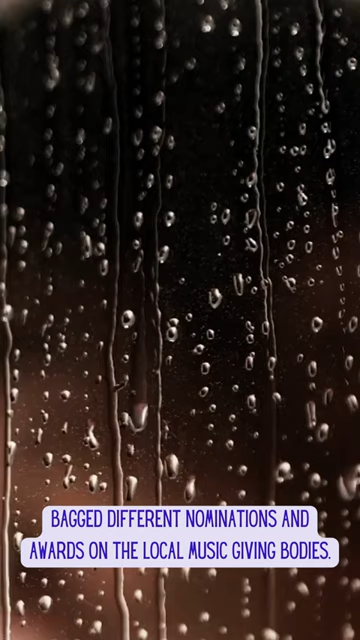 BAGGED DIFFERENT NOMINATIONS AND
AWARDS ON THE LOCAL MUSIC GIVING BODIES.